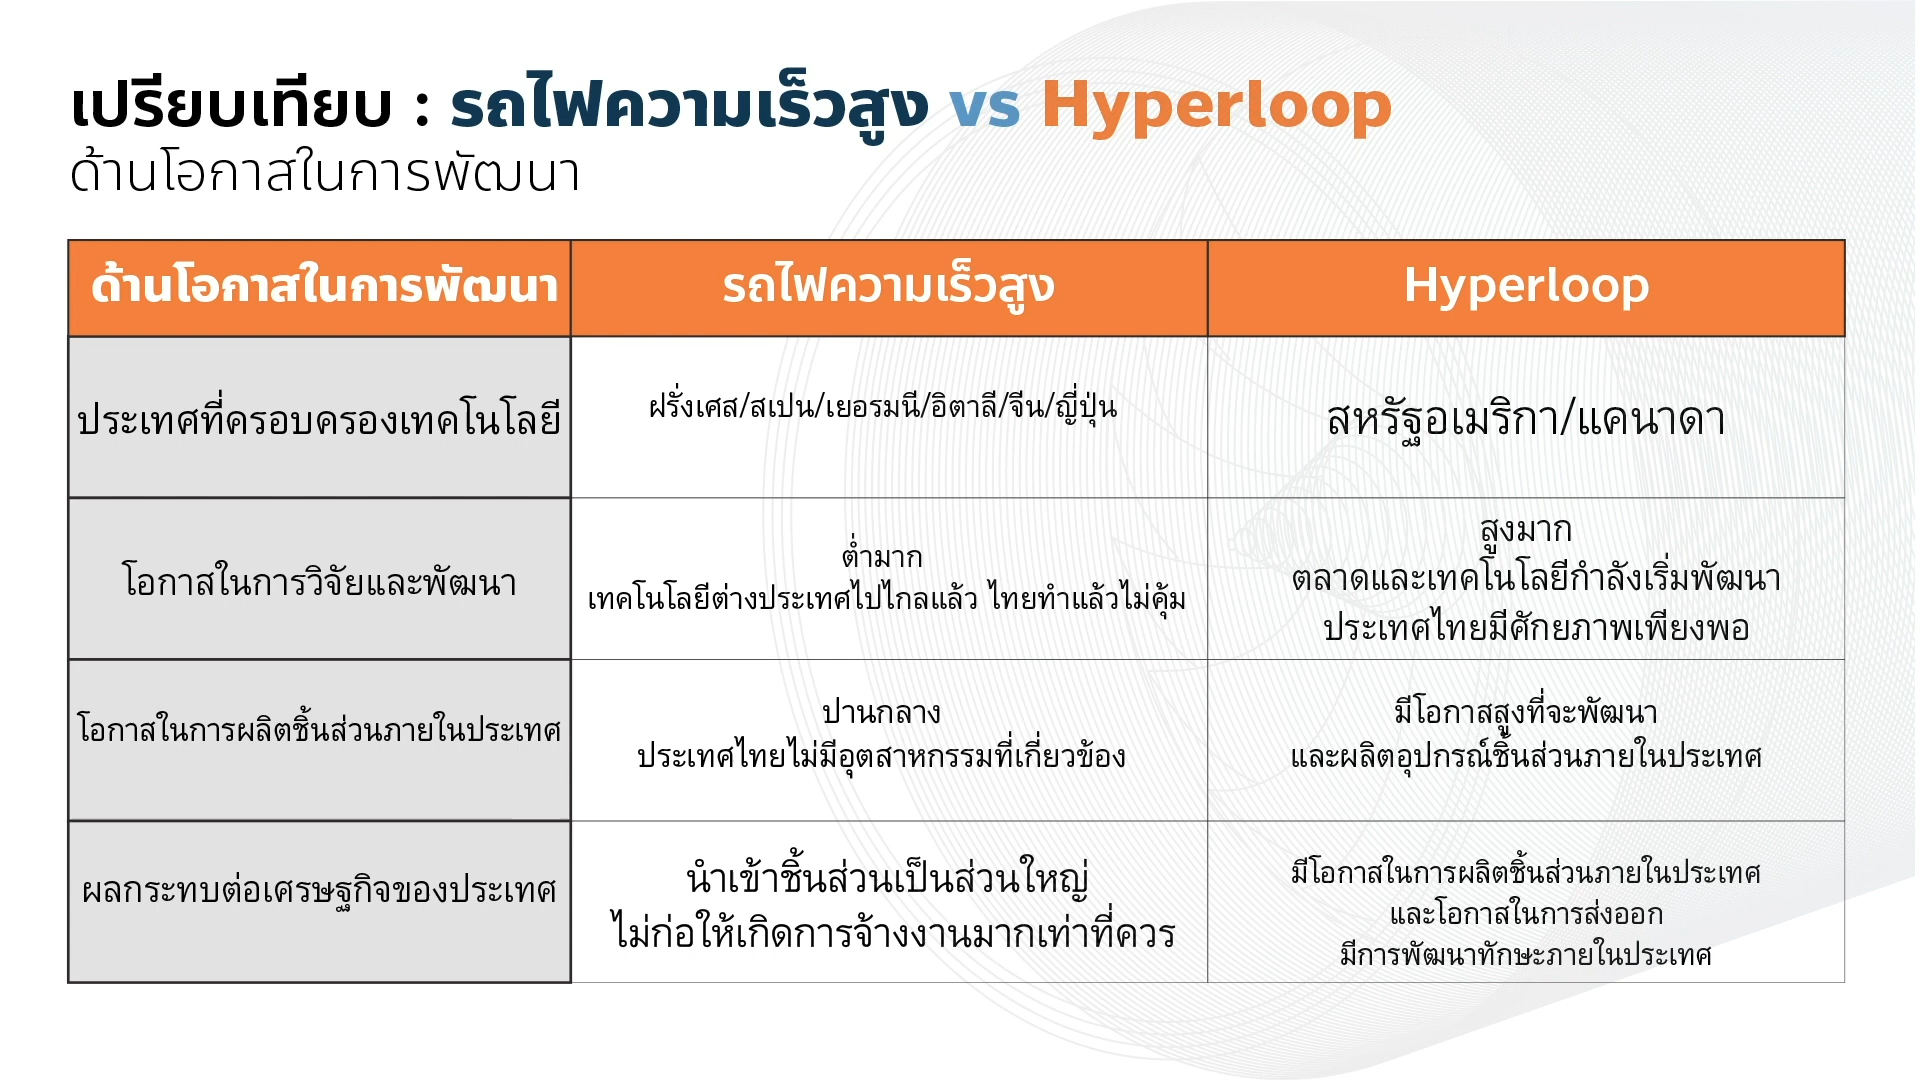 เปรียบเทียบ : รถไฟความเร็วสูง vs Hyperloop
ด้านโอกาสในการพัฒนา
ด้านโอกาสในการพัฒนา
รถไฟความเร็วสูง
Hyperloop
ประเทศที่ครอบครองเทคโนโลยี
ฝรั่งเศส/สเปน/เยอรมนี/อิตาลี/จีน/ญี่ปุ่น
สหรัฐอเมริกา/แคนาดา
โอกาสในการวิจัยและพัฒนา
ต่ำมาก
เทคโนโลยีต่างประเทศไปไกลแล้ว ไทยทำแล้วไม่คุ้ม
สูงมาก
ตลาดและเทคโนโลยีกำลังเริ่มพัฒนา
ประเทศไทยมีศักยภาพเพียงพอ
โอกาสในการผลิตชิ้นส่วนภายในประเทศ
ปานกลาง
ประเทศไทยไม่มีอุตสาหกรรมที่เกี่ยวข้อง
มีโอกาสสูงที่จะพัฒนา
และผลิตอุปกรณ์ชิ้นส่วนภายในประเทศ
ผลกระทบต่อเศรษฐกิจของประเทศ
นำเข้าชิ้นส่วนเป็นส่วนใหญ่
ไม่ก่อให้เกิดการจ้างงานมากเท่าที่ควร
มีโอกาสในการผลิตชิ้นส่วนภายในประเทศ
และโอกาสในการส่งออก
มีการพัฒนาทักษะภายในประเทศ